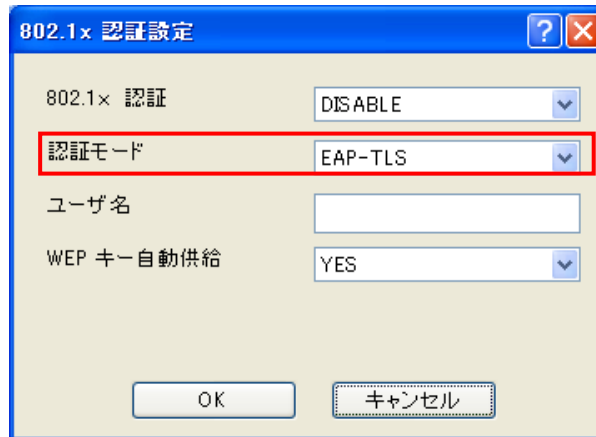 802.1x 認証設定
802.1x 認証 DISABLE
認証モード EAP-TLS
ユーザ名
WEP キー自動供給 YES
OK キャンセル